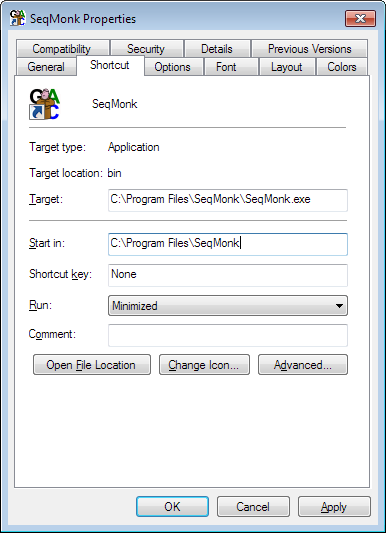 SeqMonk Properties
Compatibility Security Details Previous Versions
General Shortcut Options Font Layout Colors
G A C
SeqMonk
Target type: Application
Target location: bin
Target: C:\Program Files\SeqMonk\SeqMonk.exe
Start in: C:\Program Files\SeqMonk
Shortcut key: None
Run: Minimized
Comment:
Open File Location Change Icon... Advanced...
OK Cancel Apply